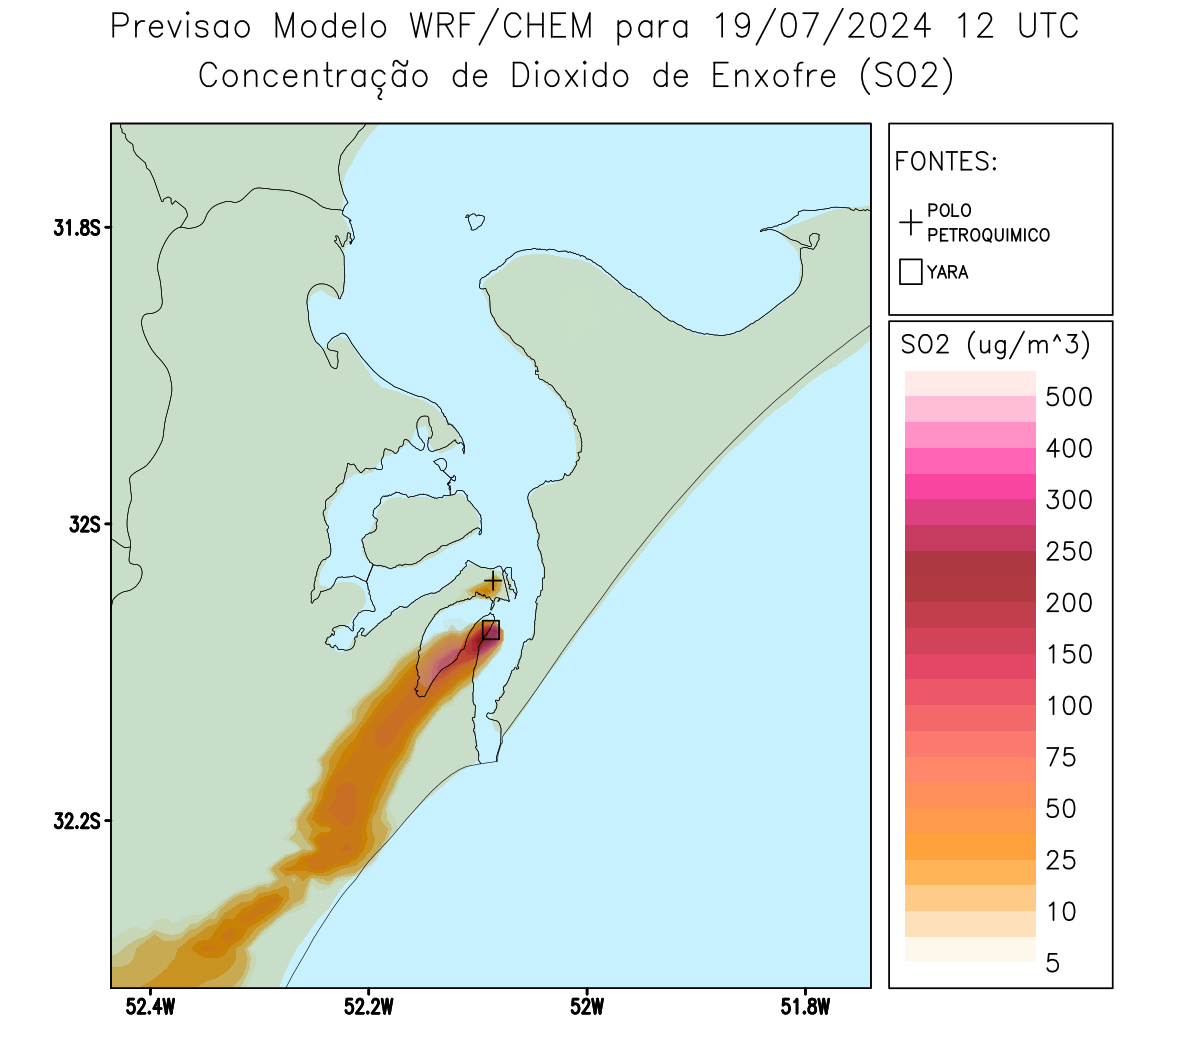 Previsao Modelo WRF/CHEM para 19/07/2024 12 UTC
Concentração de Dioxido de Enxofre (SO2)
FONTES:
POLO
PETROQUIMICO
YARA
SO2 (ug/m^3)
500
400
300
250
200
150
100
75
50
25
10
5
31.8S
32S
32.2S
52.4W
52.2W
52W
51.8W